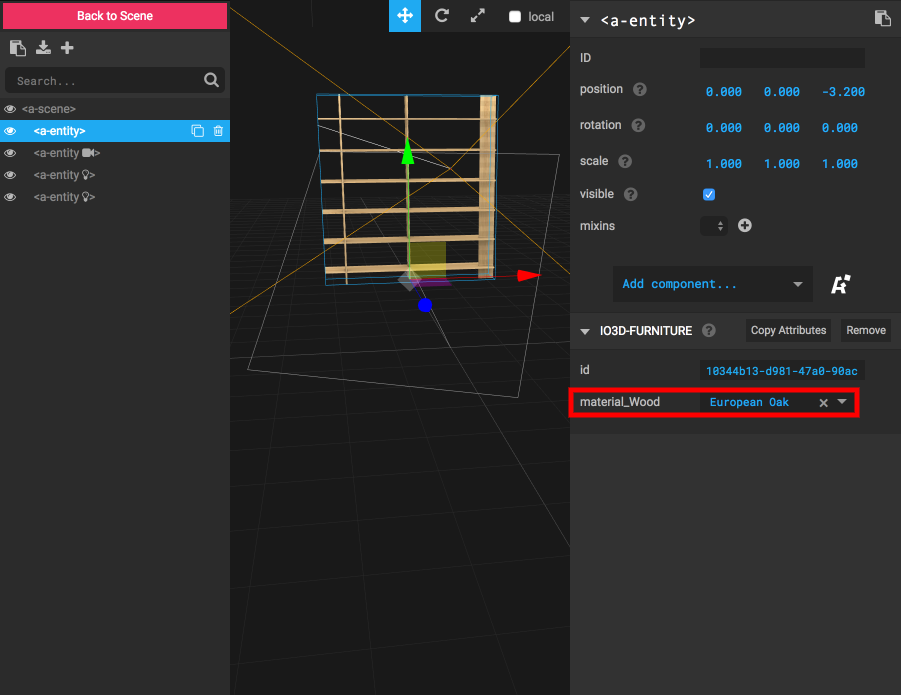 Back to Scene
Search...
<a-scene>
<a-entity>
<a-entity >
<a-entity >
<a-entity >
local
<a-entity>
ID
position 0.000 0.000 -3.200
rotation 0.000 0.000 0.000
scale 1.000 1.000 1.000
visible
mixins
Add component...
IO3D-FURNITURE Copy Attributes Remove
id 10344b13-d981-47a0-90ac
material_Wood European Oak